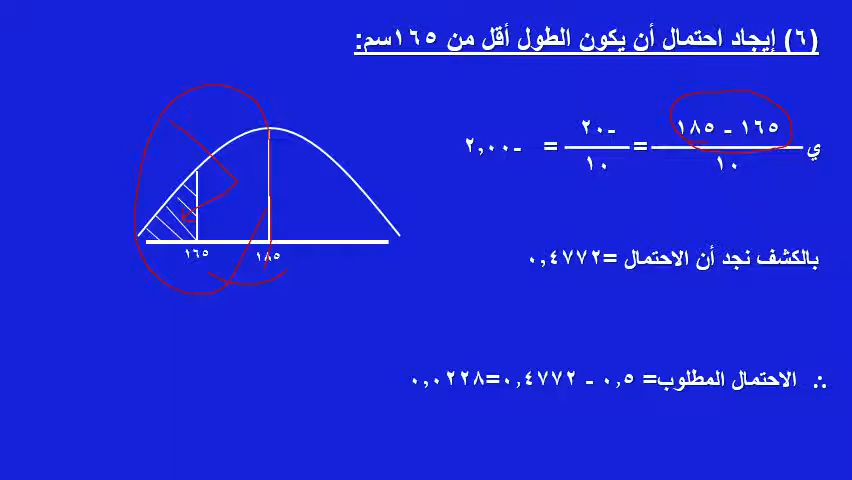 (٦) إيجاد احتمال أن يكون الطول أقل من ١٦٥سم:
ي ١٦٥ - ١٨٥ = -٢٠ = -٢,٠٠
١٠ ١٠
١٦٥ ١٨٥
بالكشف نجد أن الاحتمال =٠,٤٧٧٢
∴ الاحتمال المطلوب= ٠,٥ - ٠,٤٧٧٢=٠,٠٢٢٨